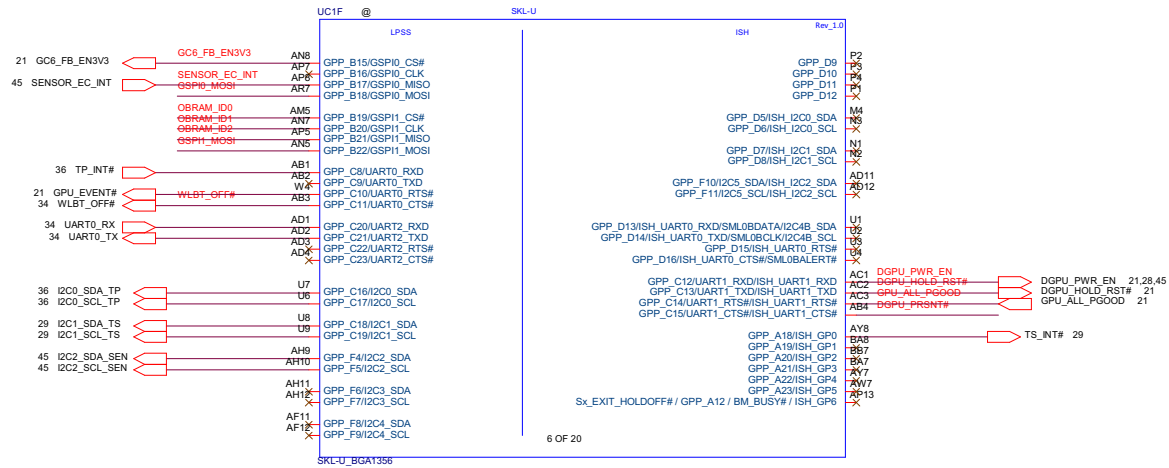 UC1F @ SKL-U
Rev_1.0
LPSS ISH
21 GC6_FB_EN3V3 GC6_FB_EN3V3 AN8 GPP_B15/GSPI0_CS#
AP7 GPP_B16/GSPI0_CLK
45 SENSOR_EC_INT SENSOR_EC_INT AP8 GPP_B17/GSPI0_MISO
GSPI0_MOSI AR7 GPP_B18/GSPI0_MOSI
OBRAM_ID0 AM5 GPP_B19/GSPI1_CS#
OBRAM_ID1 AN7 GPP_B20/GSPI1_CLK
OBRAM_ID2 AP5 GPP_B21/GSPI1_MISO
GSPI1_MOSI AN5 GPP_B22/GSPI1_MOSI
36 TP_INT# AB1 GPP_C8/UART0_RXD
AB2 GPP_C9/UART0_TXD
21 GPU_EVENT# W4 GPP_C10/UART0_RTS#
34 WLBT_OFF# WLBT_OFF# AB3 GPP_C11/UART0_CTS#
34 UART0_RX AD1 GPP_C20/UART2_RXD
34 UART0_TX AD2 GPP_C21/UART2_TXD
AD3 GPP_C22/UART2_RTS#
AD4 GPP_C23/UART2_CTS#
36 I2C0_SDA_TP U7 GPP_C16/I2C0_SDA
36 I2C0_SCL_TP U6 GPP_C17/I2C0_SCL
29 I2C1_SDA_TS U8 GPP_C18/I2C1_SDA
29 I2C1_SCL_TS U9 GPP_C19/I2C1_SCL
45 I2C2_SDA_SEN AH9 GPP_F4/I2C2_SDA
45 I2C2_SCL_SEN AH10 GPP_F5/I2C2_SCL
AH11 GPP_F6/I2C3_SDA
AH12 GPP_F7/I2C3_SCL
AF11 GPP_F8/I2C4_SDA
AF12 GPP_F9/I2C4_SCL
GPP_D9 P2
GPP_D10 P3
GPP_D11 P4
GPP_D12 P1
GPP_D5/ISH_I2C0_SDA M4
GPP_D6/ISH_I2C0_SCL N3
GPP_D7/ISH_I2C1_SDA N1
GPP_D8/ISH_I2C1_SCL N2
GPP_F10/I2C5_SDA/ISH_I2C2_SDA AD11
GPP_F11/I2C5_SCL/ISH_I2C2_SCL AD12
GPP_D13/ISH_UART0_RXD/SML0BDATA/I2C4B_SDA U1
GPP_D14/ISH_UART0_TXD/SML0BCLK/I2C4B_SCL U2
GPP_D15/ISH_UART0_RTS# U3
GPP_D16/ISH_UART0_CTS#/SML0BALERT# U4
GPP_C12/UART1_RXD/ISH_UART1_RXD AC1 DGPU_PWR_EN DGPU_PWR_EN 21,28,45
GPP_C13/UART1_TXD/ISH_UART1_TXD AC2 DGPU_HOLD_RST# DGPU_HOLD_RST# 21
GPP_C14/UART1_RTS#/ISH_UART1_RTS# AC3 GPU_ALL_PGOOD GPU_ALL_PGOOD 21
GPP_C15/UART1_CTS#/ISH_UART1_CTS# AB4 DGPU_PRSNT#
GPP_A18/ISH_GP0 AY8 TS_INT# 29
GPP_A19/ISH_GP1 BA8
GPP_A20/ISH_GP2 BB7
GPP_A21/ISH_GP3 BA7
GPP_A22/ISH_GP4 AY7
GPP_A23/ISH_GP5 AW7
Sx_EXIT_HOLDOFF# / GPP_A12 / BM_BUSY# / ISH_GP6 AP13
6 OF 20
SKL-U_BGA1356